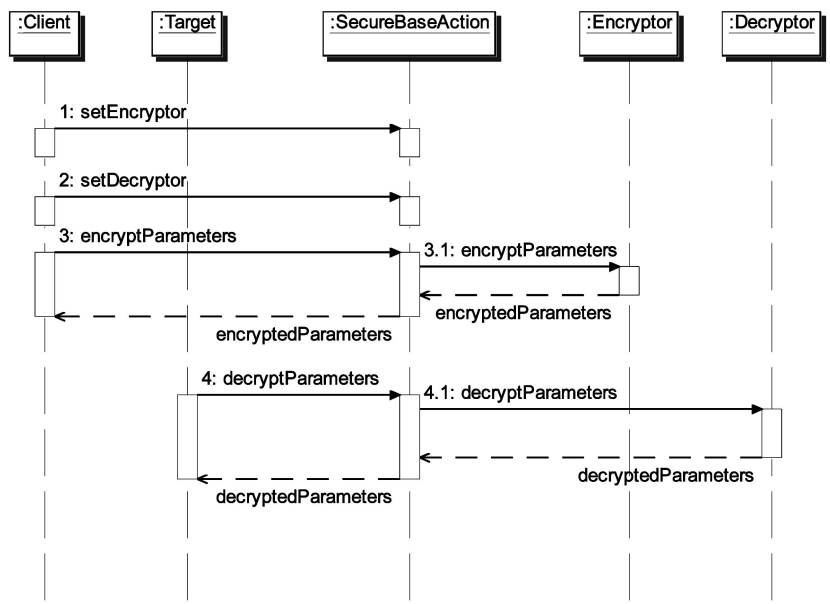 :Client
:Target
:SecureBaseAction
:Encryptor
:Decryptor
1: setEncryptor
2: setDecryptor
3: encryptParameters
3.1: encryptParameters
encryptedParameters
encryptedParameters
4: decryptParameters
4.1: decryptParameters
decryptedParameters
decryptedParameters